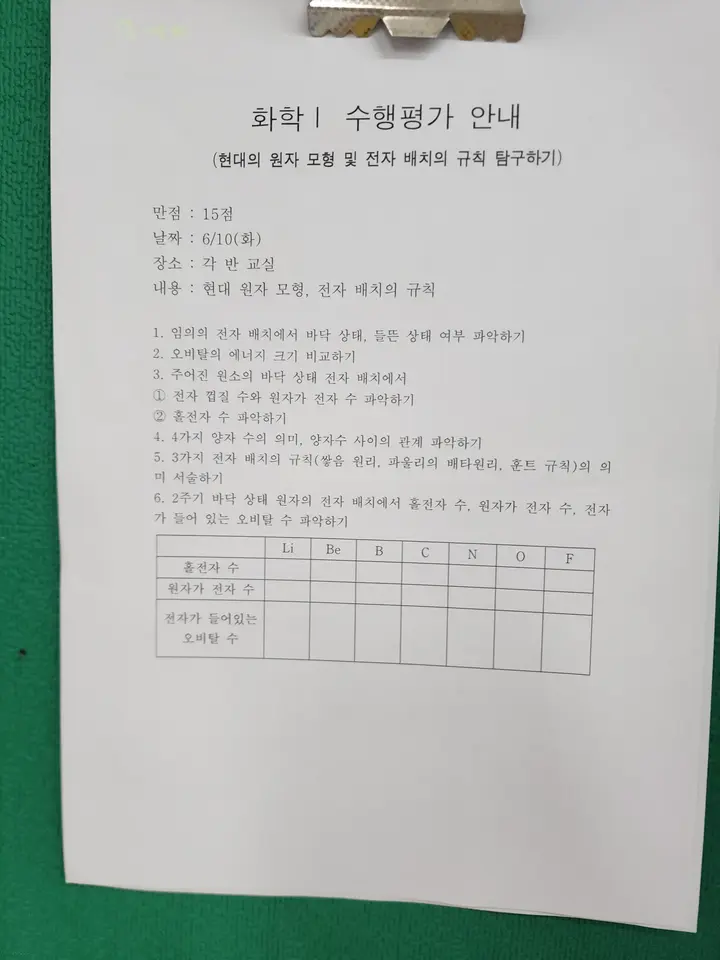 화학Ⅰ 수행평가 안내
(현대의 원자 모형 및 전자 배치의 규칙 탐구하기)
만점 : 15점
날짜 : 6/10(화)
장소 : 각 반 교실
내용 : 현대 원자 모형, 전자 배치의 규칙
1. 임의의 전자 배치에서 바닥 상태, 들뜬 상태 여부 파악하기
2. 오비탈의 에너지 크기 비교하기
3. 주어진 원소의 바닥 상태 전자 배치에서
① 전자 껍질 수와 원자가 전자 수 파악하기
② 홀전자 수 파악하기
4. 4가지 양자 수의 의미, 양자수 사이의 관계 파악하기
5. 3가지 전자 배치의 규칙(쌓음 원리, 파울리의 배타원리, 훈트 규칙)의 의
미 서술하기
6. 2주기 바닥 상태 원자의 전자 배치에서 홀전자 수, 원자가 전자 수, 전자
가 들어 있는 오비탈 수 파악하기
Li Be B C N O F
홀전자 수
원자가 전자 수
전자가 들어있는
오비탈 수